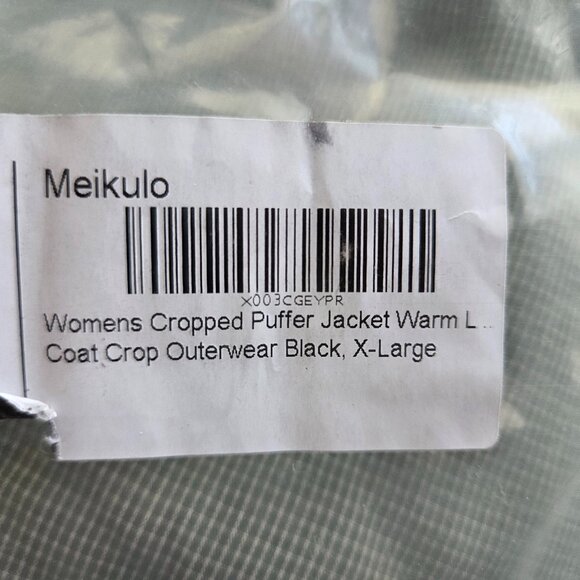 Meikulo
X003CGEYPR
Womens Cropped Puffer Jacket Warm L...
Coat Crop Outerwear Black, X-Large